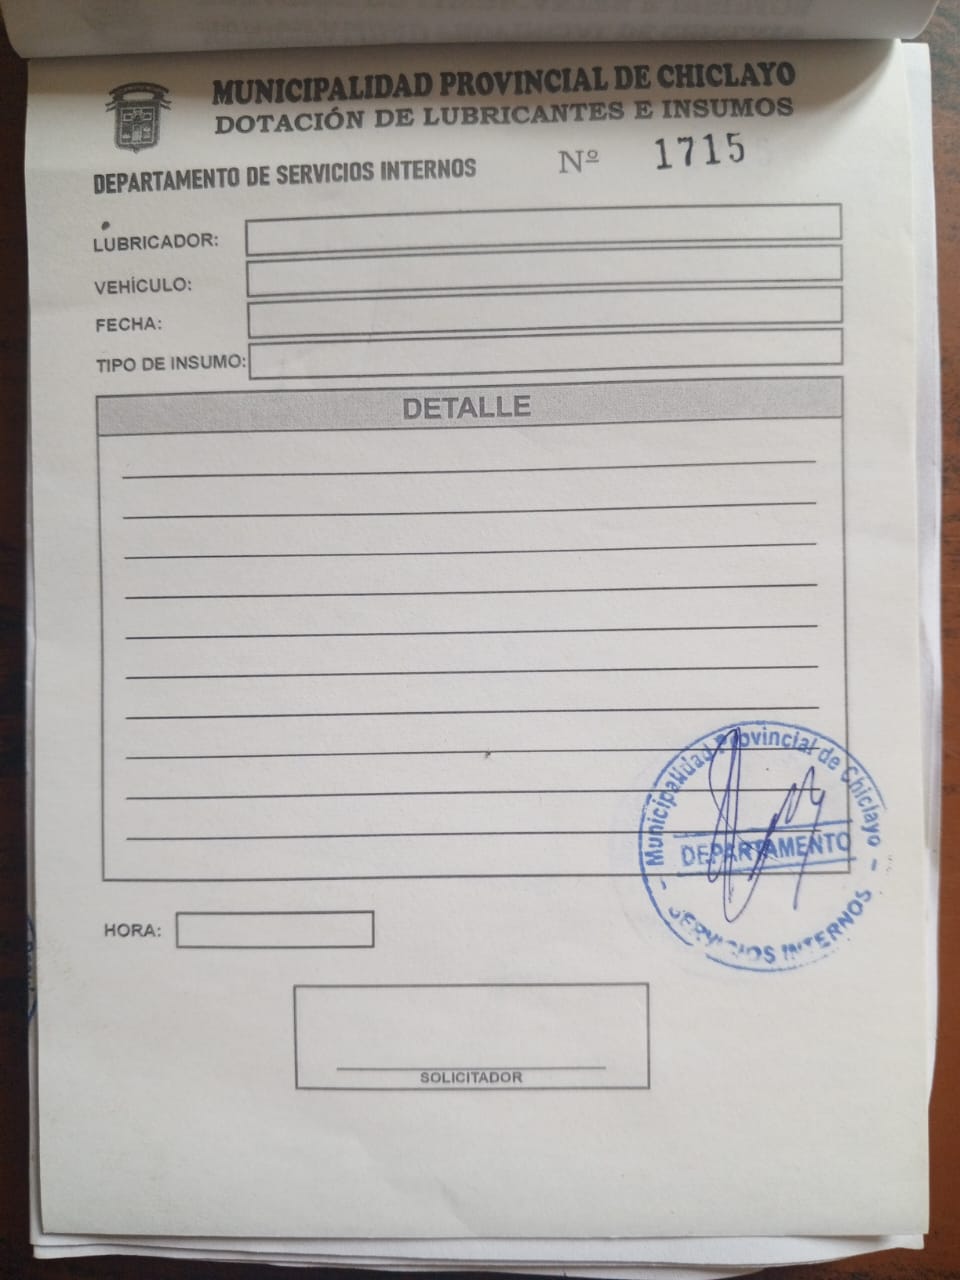 MUNICIPALIDAD PROVINCIAL DE CHICLAYO
DOTACIÓN DE LUBRICANTES E INSUMOS
DEPARTAMENTO DE SERVICIOS INTERNOS
Nº 1715
LUBRICADOR:
VEHÍCULO:
FECHA:
TIPO DE INSUMO:
DETALLE
Municipalidad Provincial de Chiclayo
DEPARTAMENTO
SERVICIOS INTERNOS
HORA:
SOLICITADOR